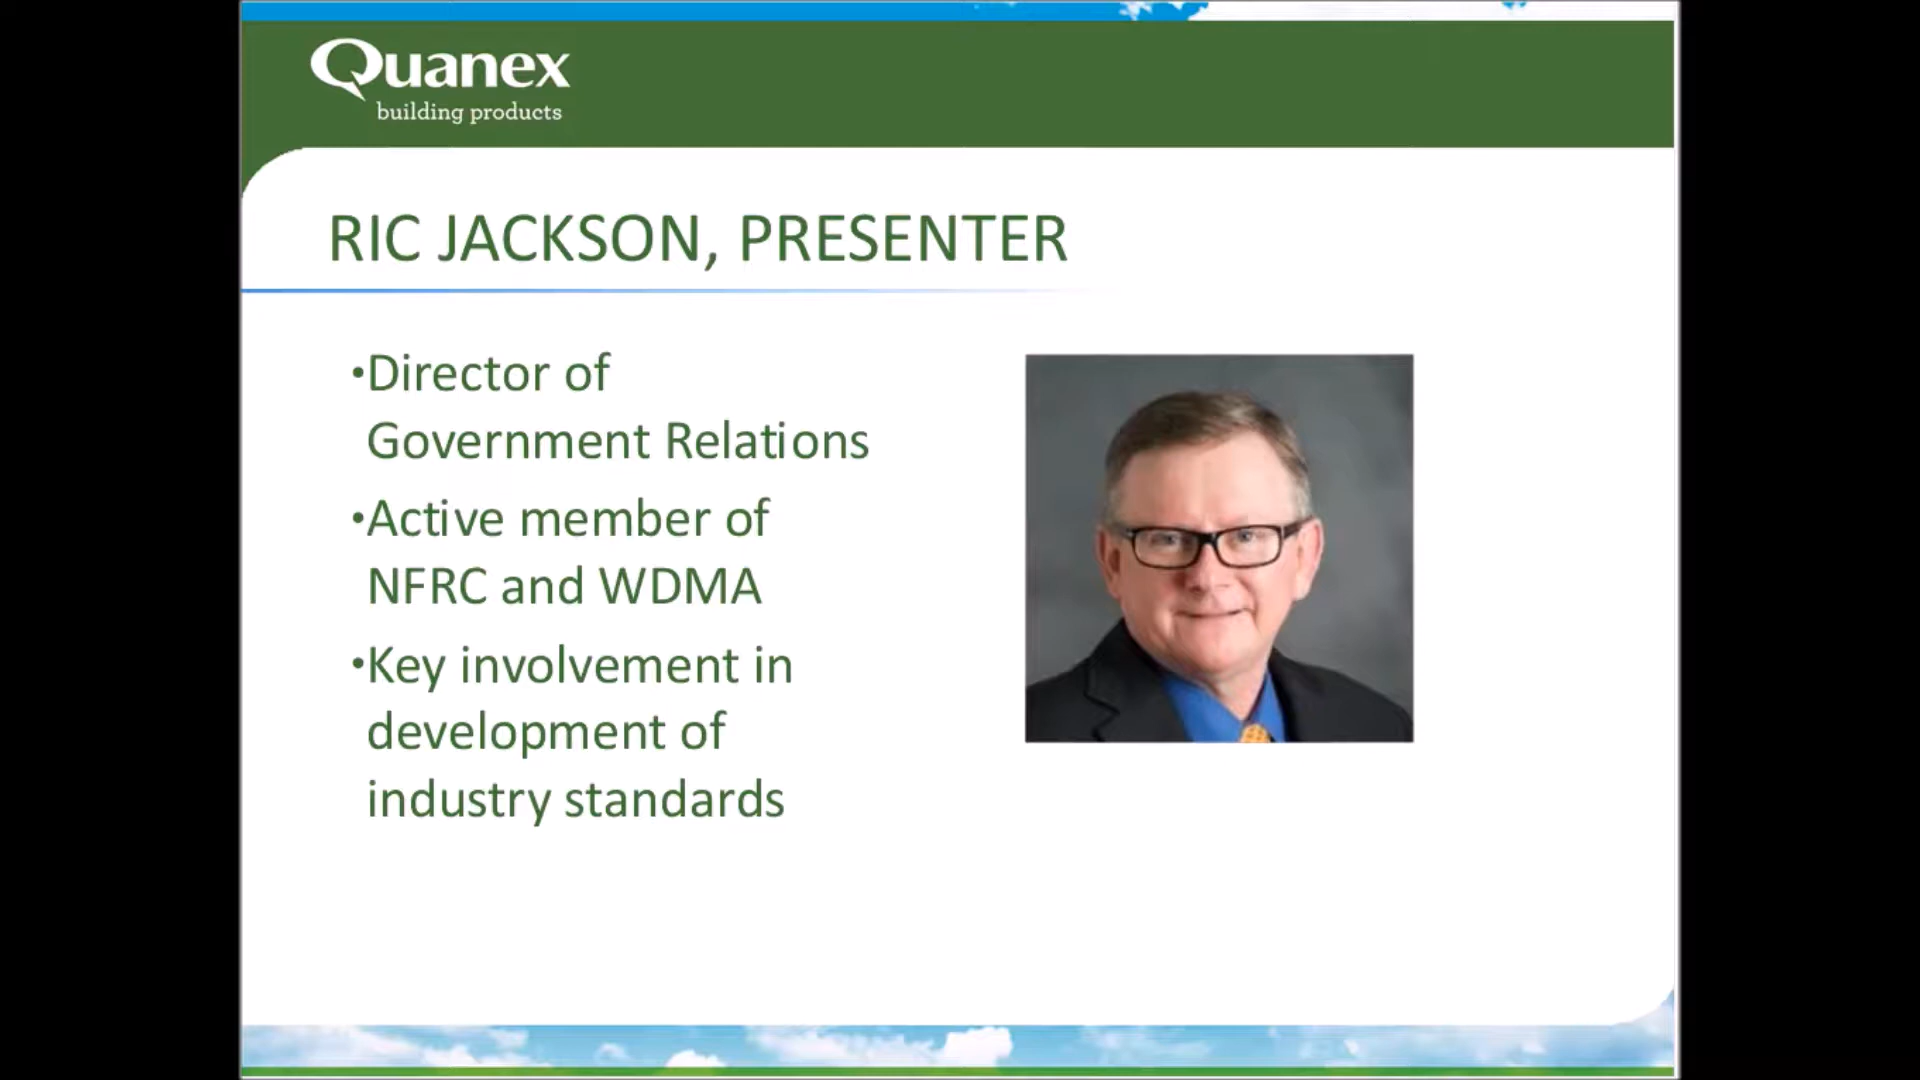 Quanex
building products
RIC JACKSON, PRESENTER
•Director of
Government Relations
•Active member of
NFRC and WDMA
•Key involvement in
development of
industry standards